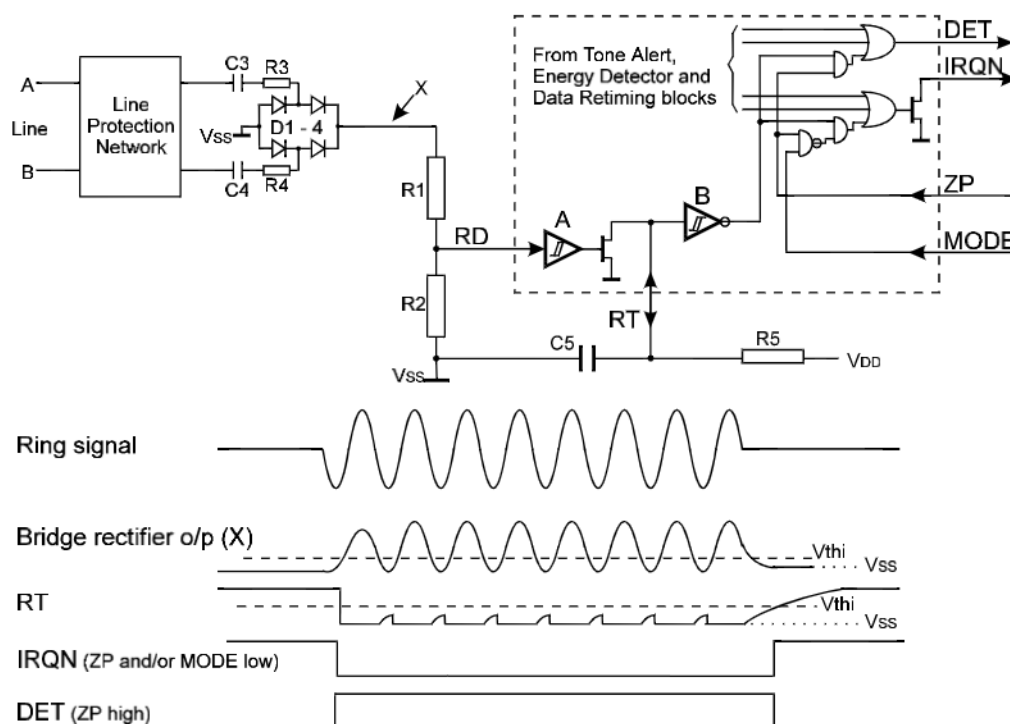 DET
IRQN
From Tone Alert,
Energy Detector and
Data Retiming blocks
C3 R3
X
A
Line
B
Line
Protection
Network
Vss
D1 - 4
C4 R4
R1
RD
A
B
ZP
MODE
R2
RT
C5
R5
VDD
Vss
Ring signal
Bridge rectifier o/p (X)
Vthi
Vss
RT
Vthi
Vss
IRQN (ZP and/or MODE low)
DET (ZP high)